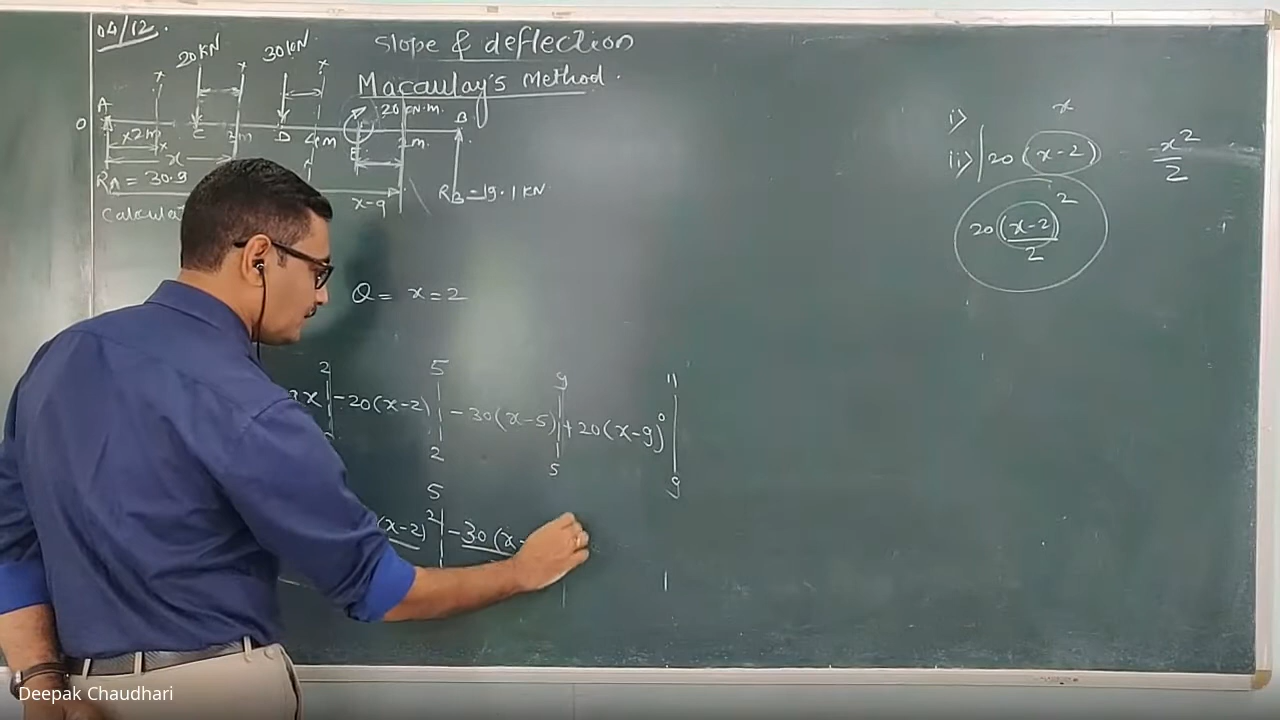 04/12.
Slope & deflection
Macaulay's Method.
20 KN
30 KN
x x x
A
20 KN.m.
B
0
x 2m
C
3m
D
4m
E
2m
x
RA = 30.9
x-9
RB = 19.1 KN
Q = x = 2
2 5 9 11
x | -20(x-2) | -30(x-5) | +20(x-9)⁰ |
2 5 9
5
(x-2)² | -30(x-
i> x
ii> | 20 (x-2)
x²
2
20 (x-2)²
2
Deepak Chaudhari